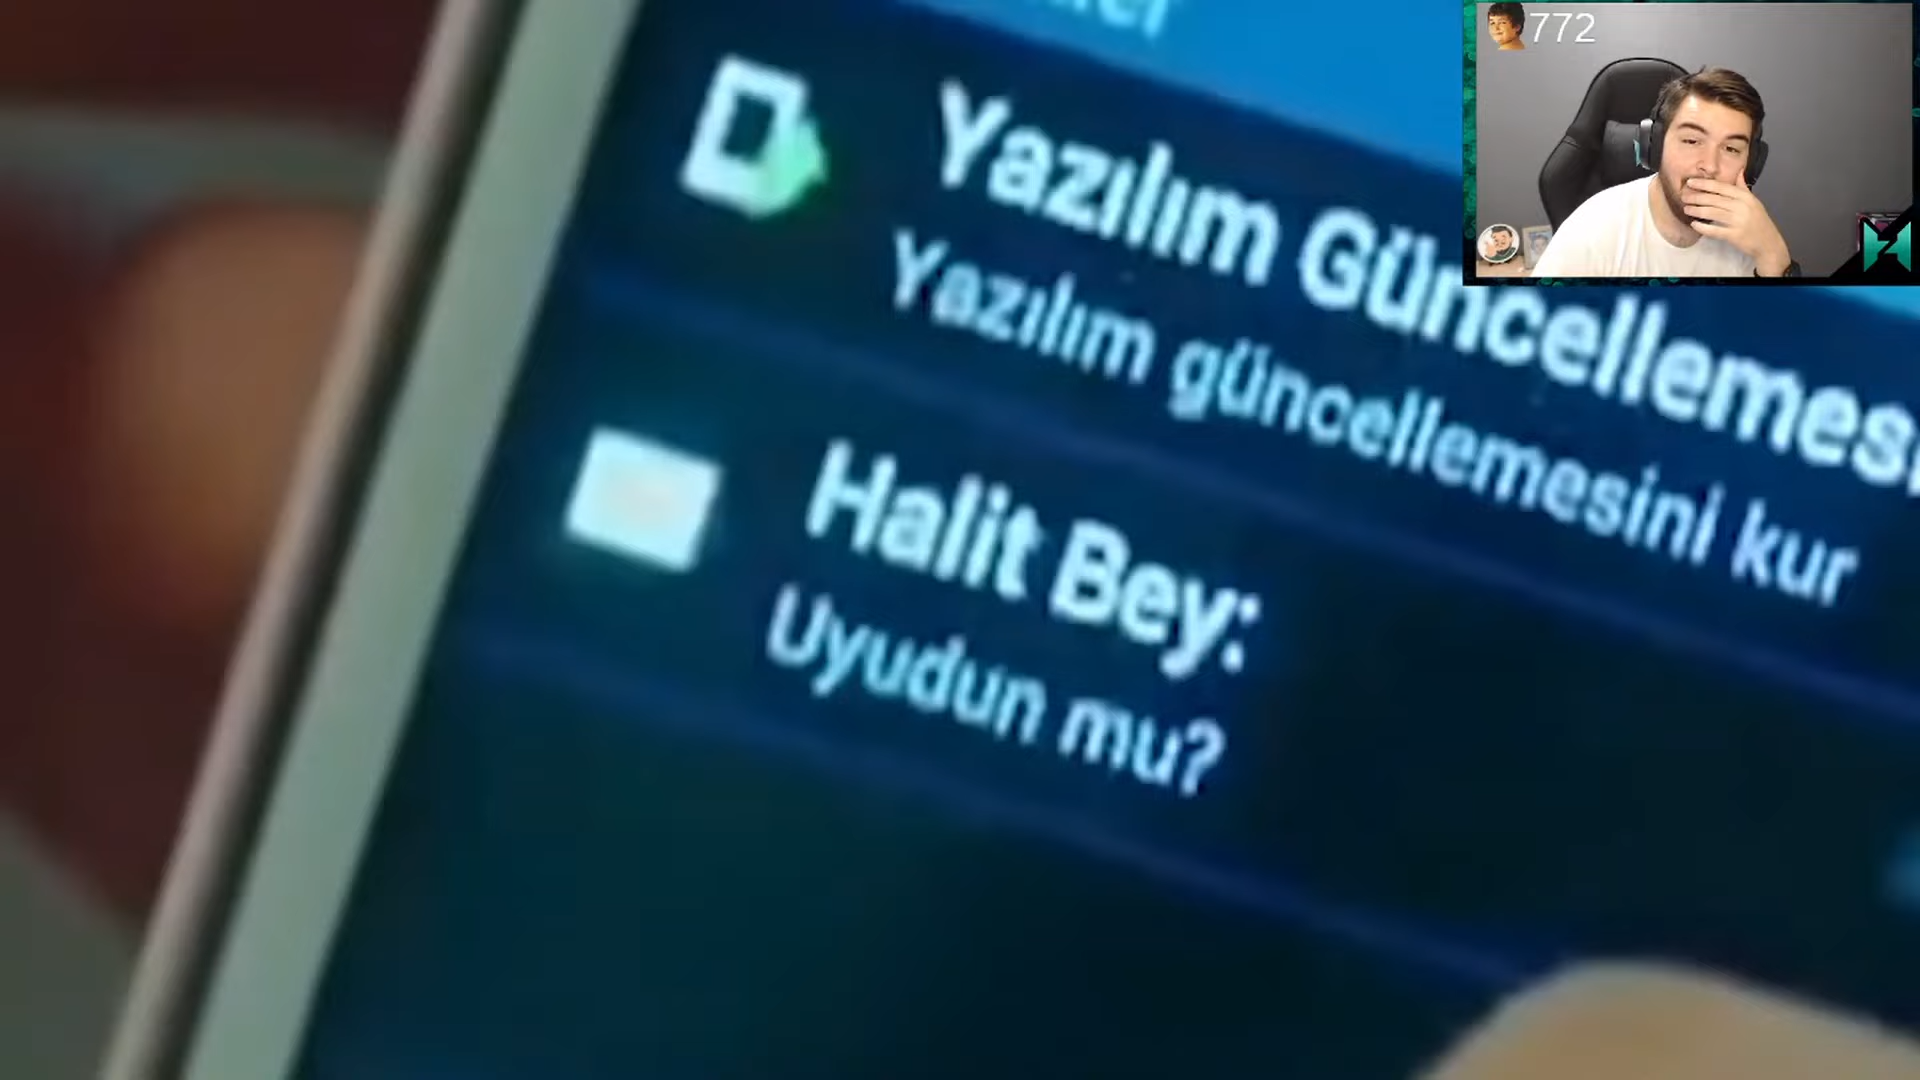 772
Yazılım Güncellemesi
Yazılım güncellemesini kur
Halit Bey:
Uyudun mu?